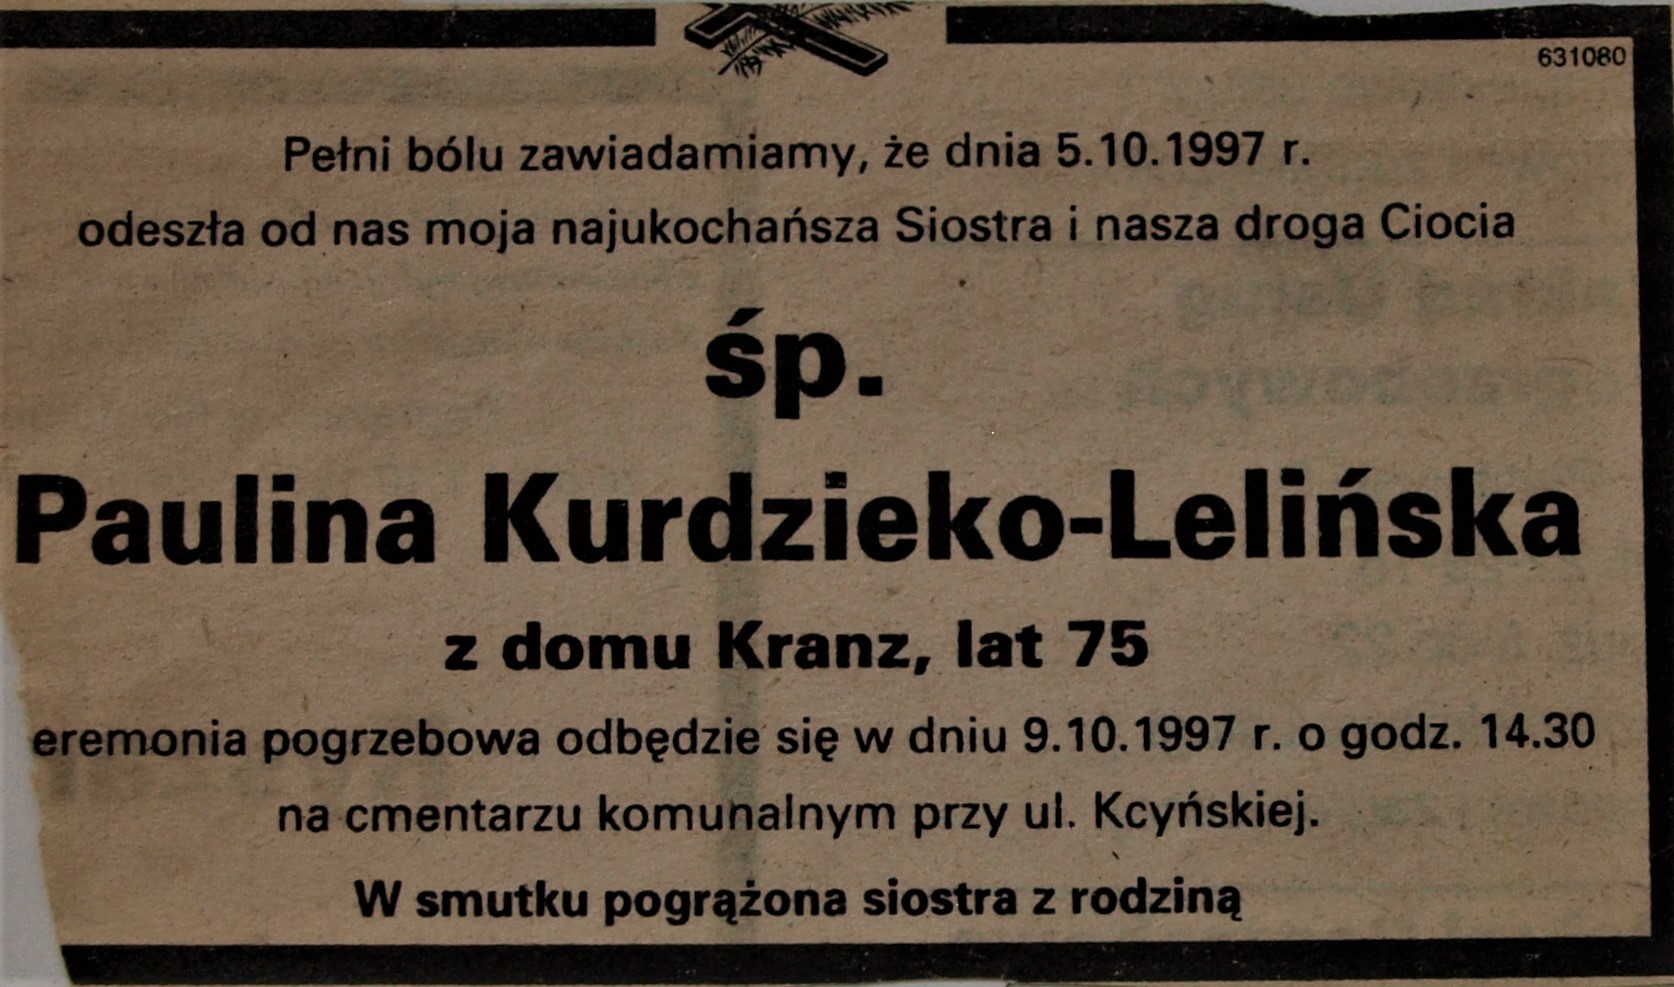 631080
Pełni bólu zawiadamiamy, że dnia 5.10.1997 r.
odeszła od nas moja najukochańsza Siostra i nasza droga Ciocia
śp.
Paulina Kurdzieko-Lelińska
z domu Kranz, lat 75
eremonia pogrzebowa odbędzie się w dniu 9.10.1997 r. o godz. 14.30
na cmentarzu komunalnym przy ul. Kcyńskiej.
W smutku pogrążona siostra z rodziną